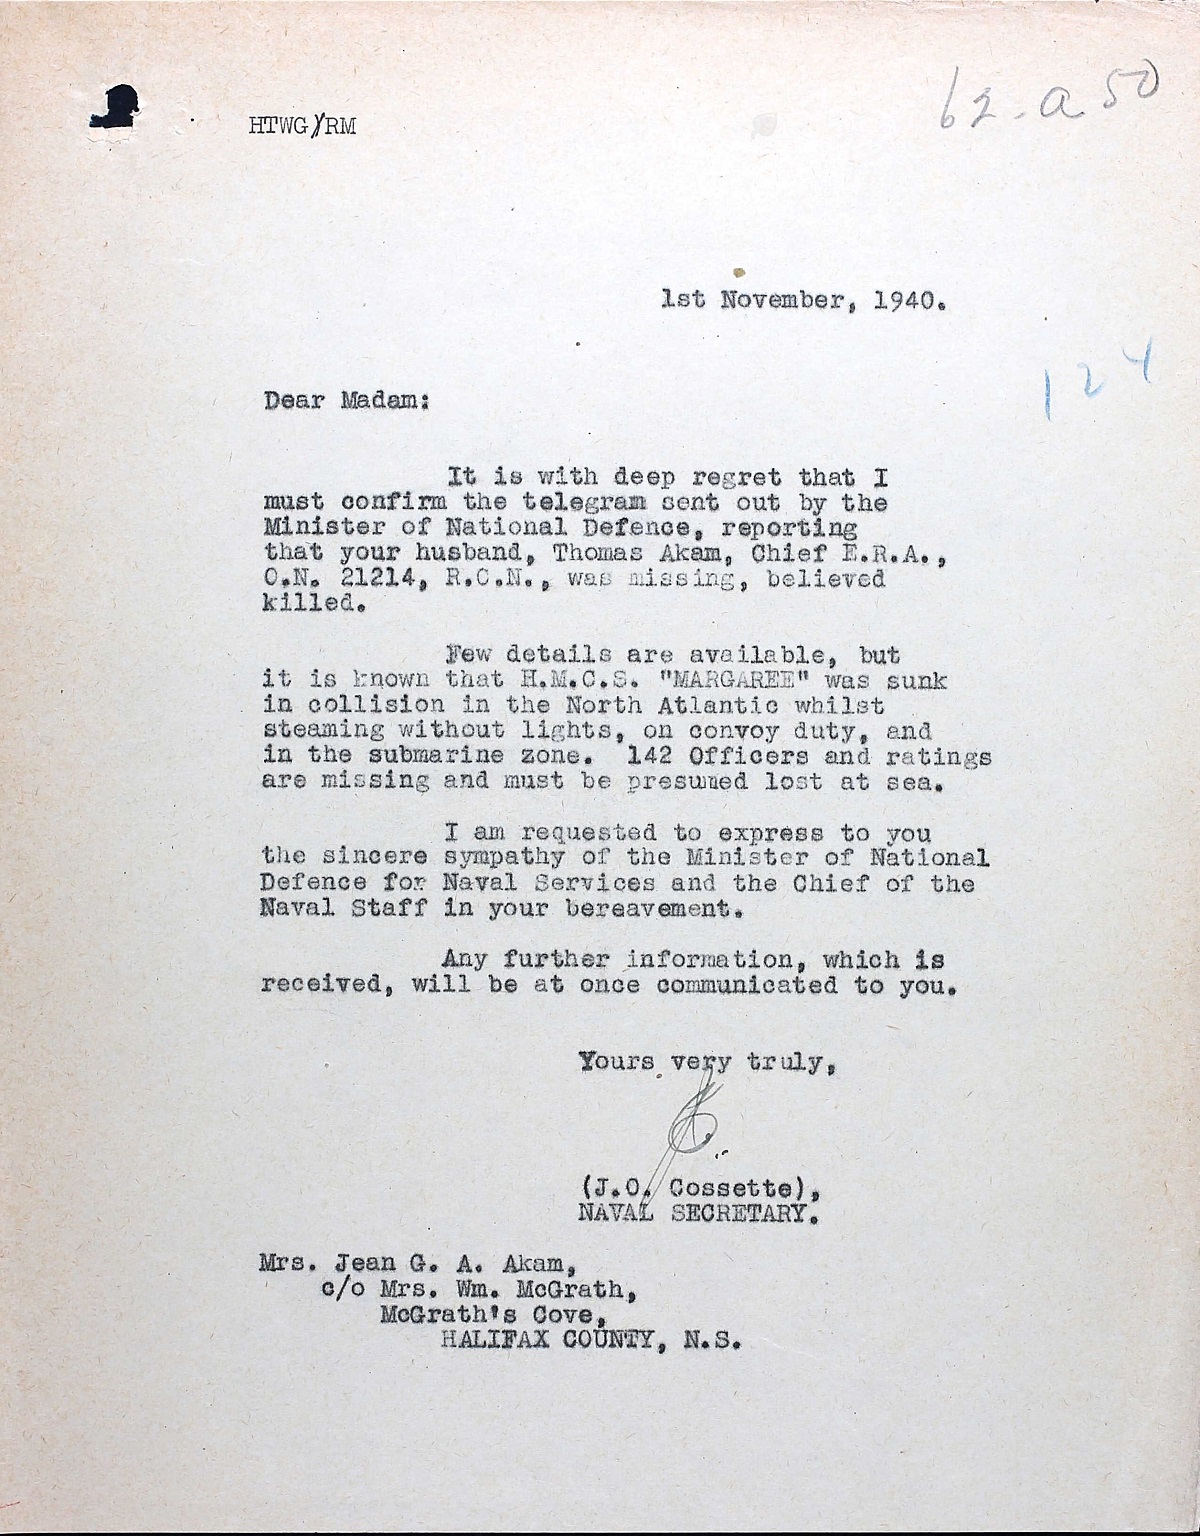 62-a 50
HTWG/RM
1st November, 1940.
124
Dear Madam:
It is with deep regret that I
must confirm the telegram sent out by the
Minister of National Defence, reporting
that your husband, Thomas Akam, Chief E.R.A.,
O.N. 21214, R.C.N., was missing, believed
killed.
Few details are available, but
it is known that H.M.C.S. "MARGAREE" was sunk
in collision in the North Atlantic whilst
steaming without lights, on convoy duty, and
in the submarine zone. 142 Officers and ratings
are missing and must be presumed lost at sea.
I am requested to express to you
the sincere sympathy of the Minister of National
Defence for Naval Services and the Chief of the
Naval Staff in your bereavement.
Any further information, which is
received, will be at once communicated to you.
Yours very truly,
(J.O. Cossette),
NAVAL SECRETARY.
Mrs. Jean G. A. Akam,
c/o Mrs. Wm. McGrath,
McGrath's Cove,
HALIFAX COUNTY, N.S.